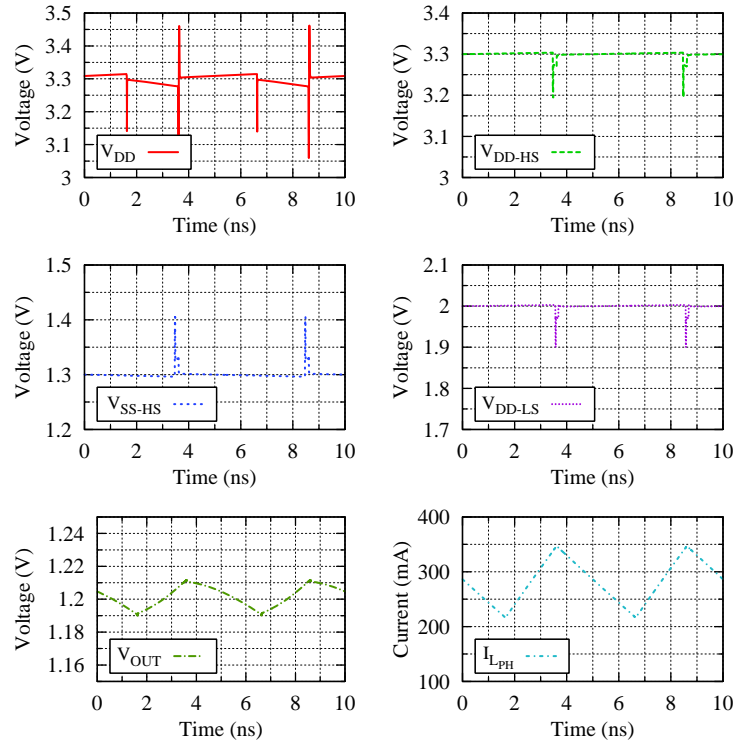 3.5
3.4
3.3
3.2
3.1
3
Voltage (V)
V_DD
0 2 4 6 8 10
Time (ns)
3.4
3.3
3.2
3.1
3
Voltage (V)
V_DD-HS
0 2 4 6 8 10
Time (ns)
1.5
1.4
1.3
1.2
Voltage (V)
V_SS-HS
0 2 4 6 8 10
Time (ns)
2.1
2
1.9
1.8
1.7
Voltage (V)
V_DD-LS
0 2 4 6 8 10
Time (ns)
1.24
1.22
1.20
1.18
1.16
Voltage (V)
V_OUT
0 2 4 6 8 10
Time (ns)
400
300
200
100
Current (mA)
I_L_PH
0 2 4 6 8 10
Time (ns)